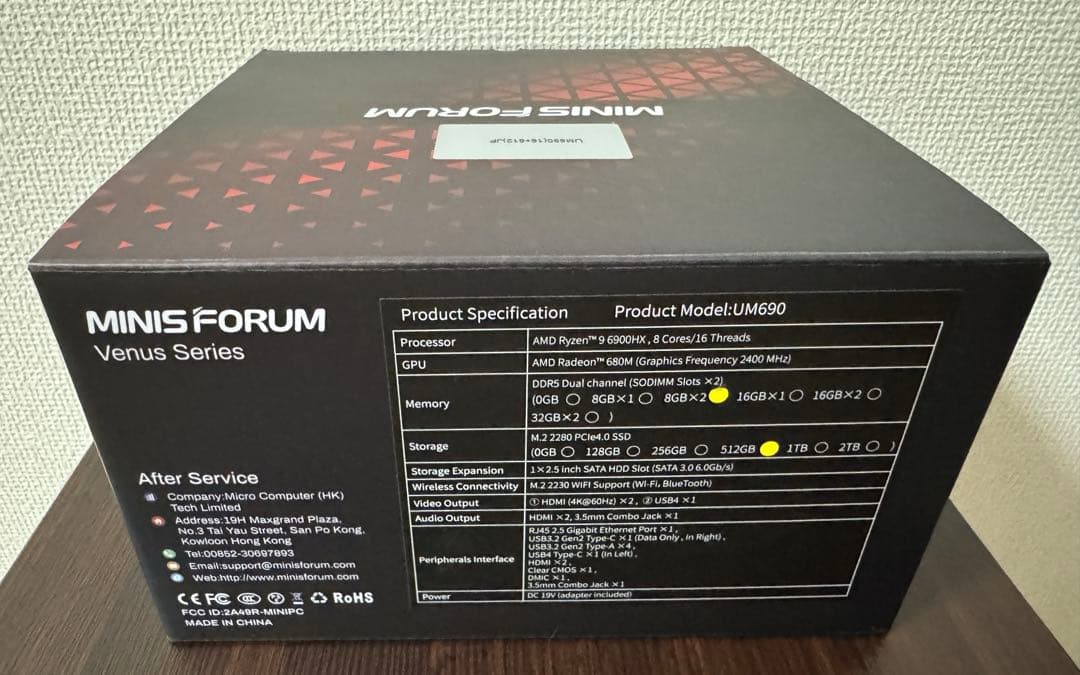 MINISFORUM
UM690(16+512)JP
MINISFORUM
Venus Series
After Service
Company:Micro Computer (HK)
Tech Limited
Address:19H Maxgrand Plaza,
No.3 Tai Yau Street, San Po Kong,
Kowloon Hong Kong
Tel:00852-30697893
Email:support@minisforum.com
Web:http://www.minisforum.com
CE FC CCC RoHS
FCC ID:2A49R-MINIPC
MADE IN CHINA
Product Specification Product Model:UM690
Processor AMD Ryzen™ 9 6900HX , 8 Cores/16 Threads
GPU AMD Radeon™ 680M (Graphics Frequency 2400 MHz)
Memory DDR5 Dual channel (SODIMM Slots ×2)
(0GB ○ 8GB×1 ○ 8GB×2 16GB×1 ○ 16GB×2 ○
32GB×2 ○ )
Storage M.2 2280 PCIe4.0 SSD
(0GB ○ 128GB ○ 256GB ○ 512GB 1TB ○ 2TB ○ )
Storage Expansion 1×2.5 inch SATA HDD Slot (SATA 3.0 6.0Gb/s)
Wireless Connectivity M.2 2230 WIFI Support (Wi-Fi, BlueTooth)
Video Output ① HDMI (4K@60Hz) ×2, ② USB4 ×1
Audio Output HDMI ×2, 3.5mm Combo Jack ×1
Peripherals Interface RJ45 2.5 Gigabit Ethernet Port ×1,
USB3.2 Gen2 Type-C ×1 (Data Only , In Right) ,
USB3.2 Gen2 Type-A ×4 ,
USB4 Type-C ×1 (In Left) ,
HDMI ×2 ,
Clear CMOS ×1 ,
DMIC ×1 ,
3.5mm Combo Jack ×1
Power DC 19V (adapter included)